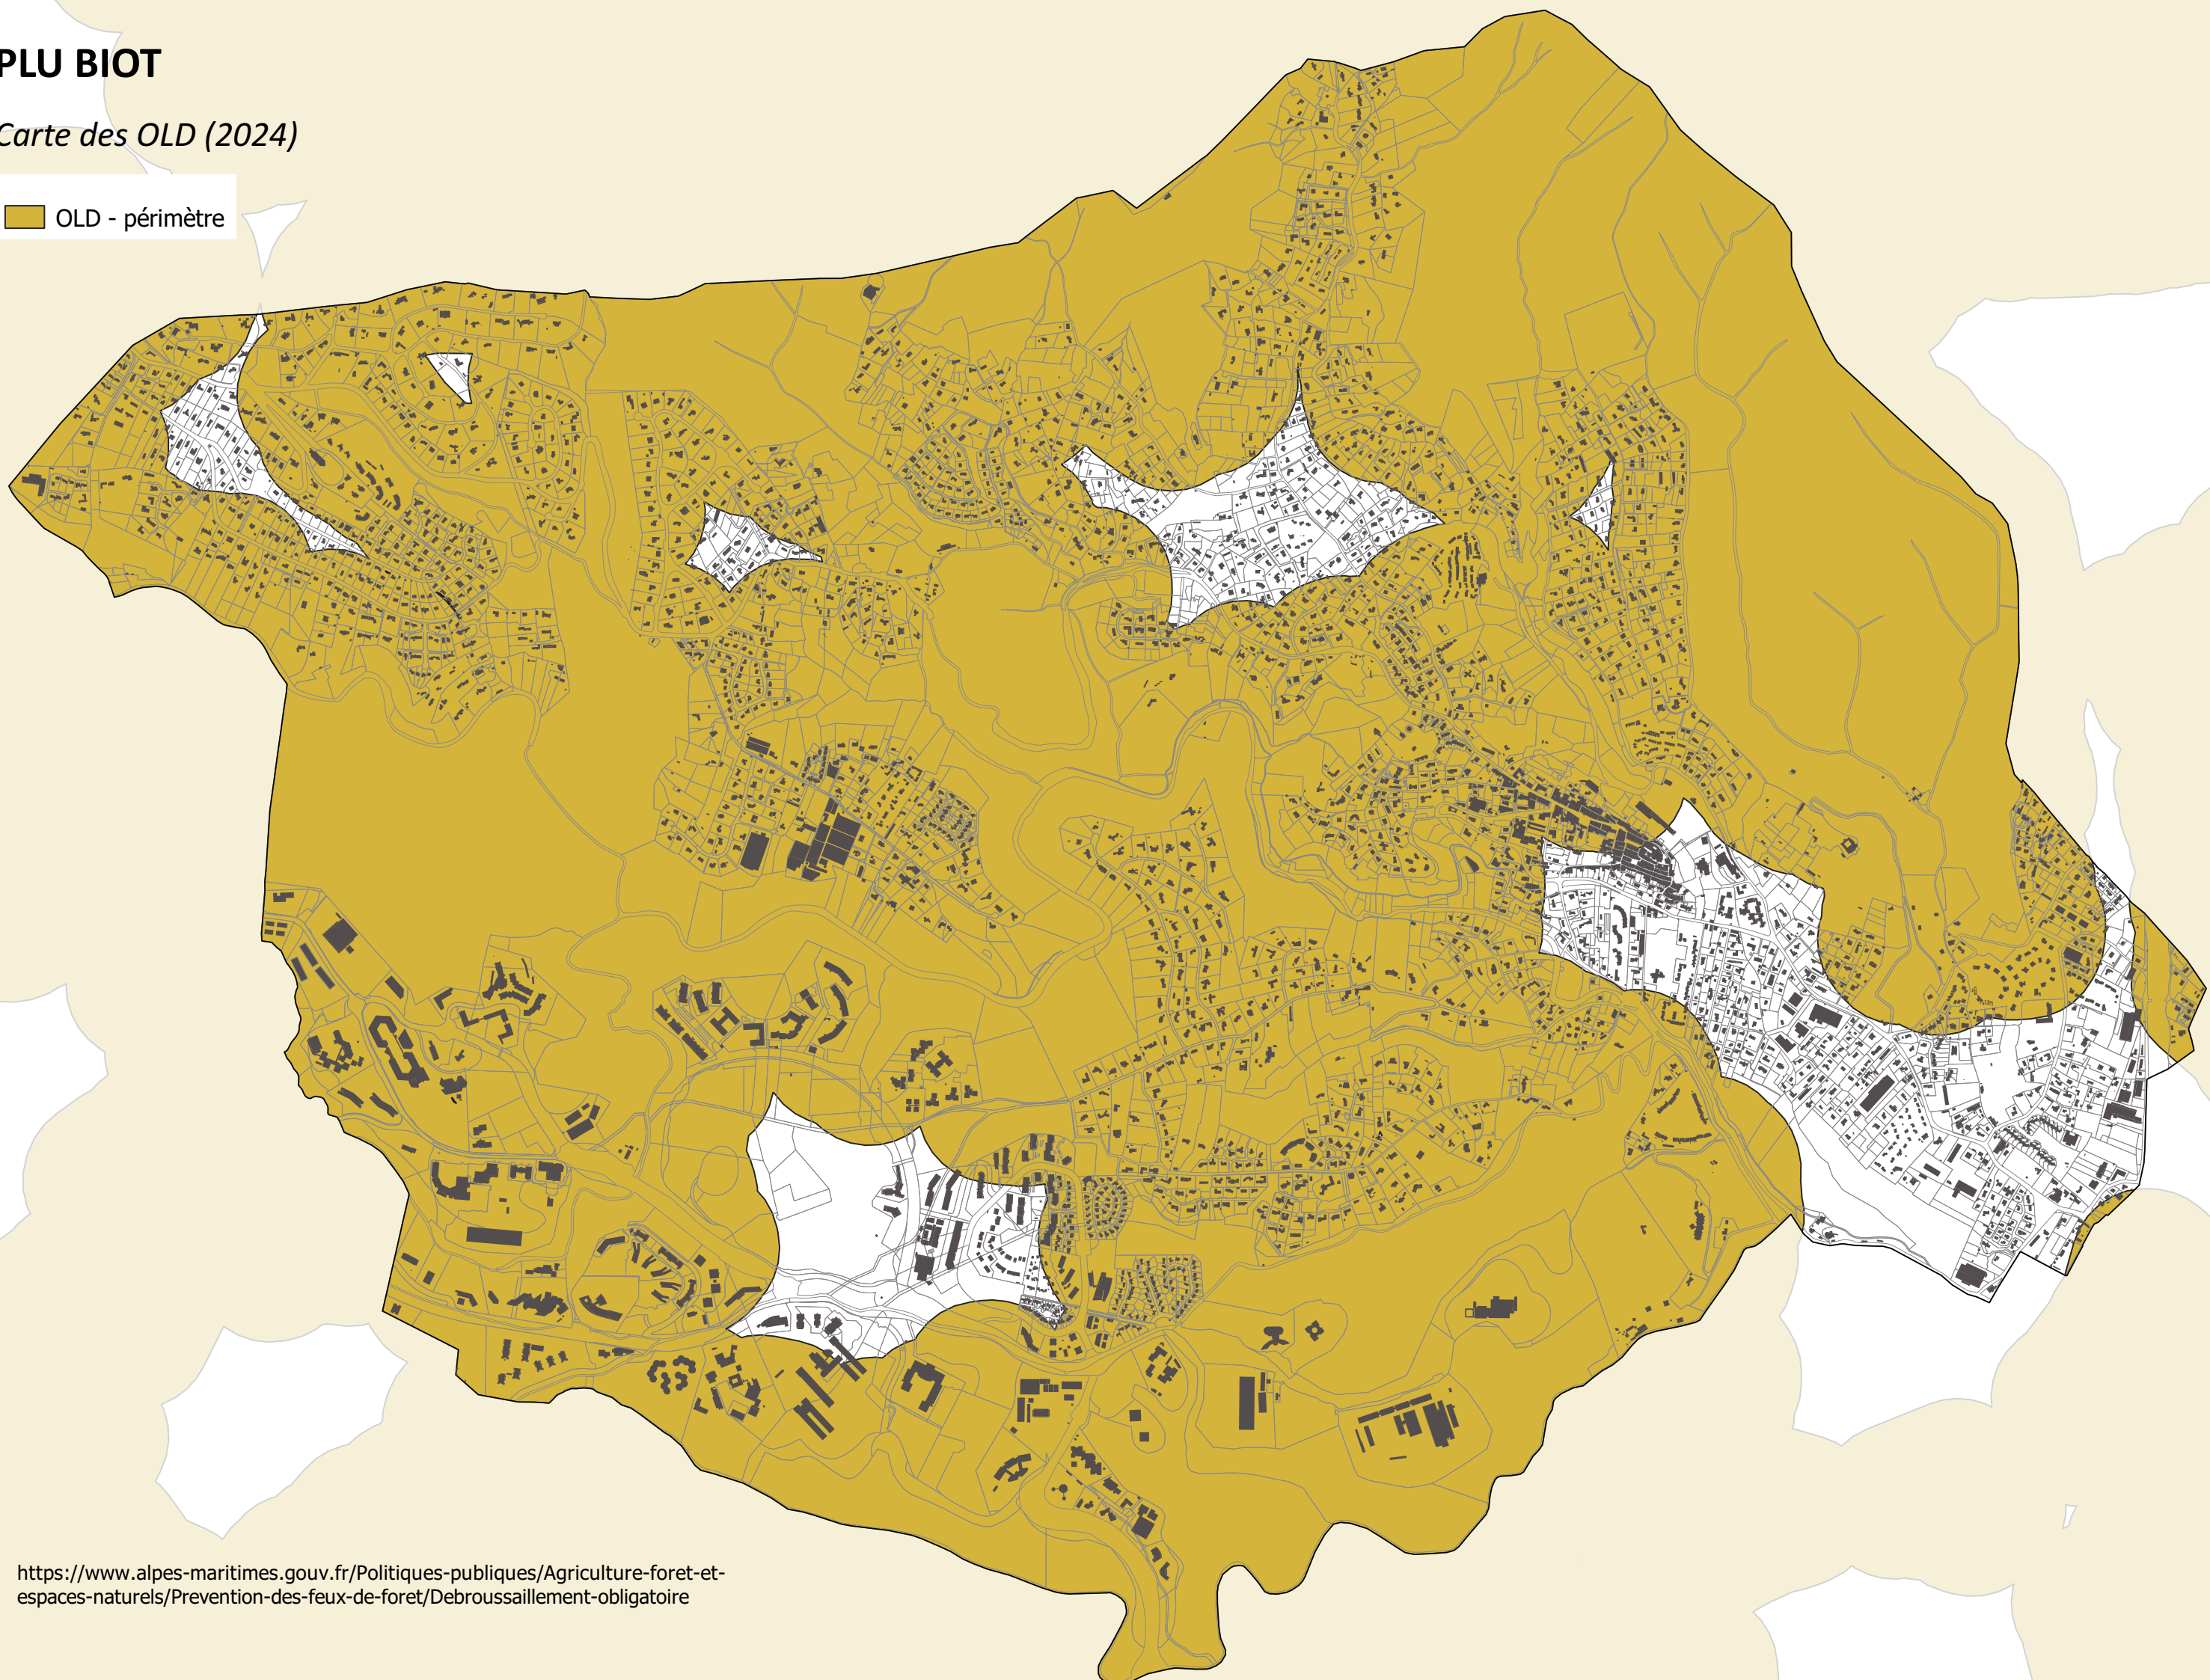 PLU BIOT
Carte des OLD (2024)
OLD - périmètre
https://www.alpes-maritimes.gouv.fr/Politiques-publiques/Agriculture-foret-et-
espaces-naturels/Prevention-des-feux-de-foret/Debroussaillement-obligatoire